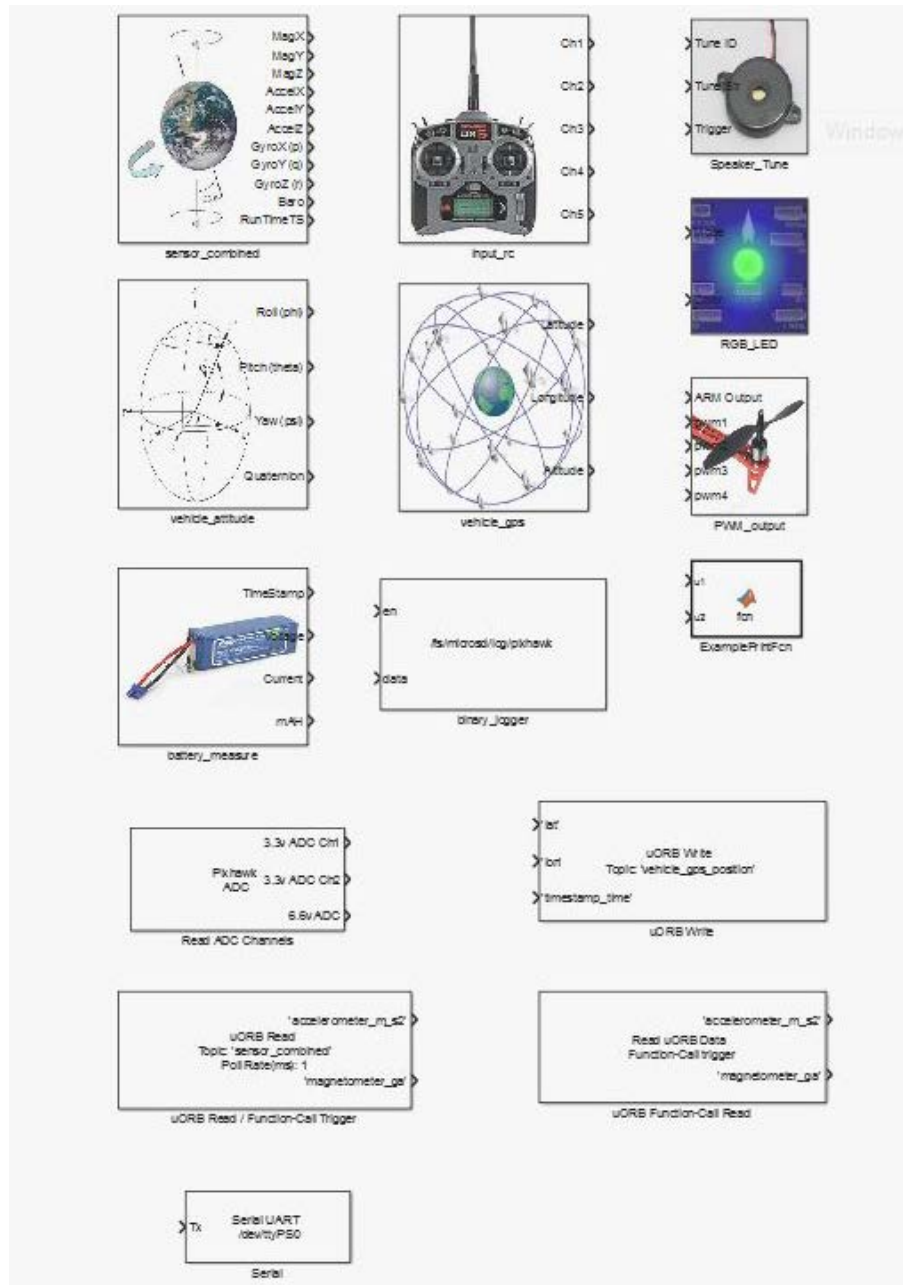 MagX
MagY
MagZ
AccelX
AccelY
AccelZ
GyroX (p)
GyroY (q)
GyroZ (r)
Baro
RunTimeTS
sensor_combined
Ch1
Ch2
Ch3
Ch4
Ch5
input_rc
Tune ID
Trigger
Speaker_Tune
Window
RGB_LED
Roll (phi)
Pitch (theta)
Yaw (psi)
Quaternion
vehicle_attitude
Latitude
Longitude
Altitude
vehicle_gps
ARM Output
pwm1
pwm3
pwm4
PWM_output
TimeStamp
Voltage
Current
mAH
battery_measure
en
/fs/microsd/log/pixhawk
data
binary_logger
u1
u2
fcn
ExamplePrintFcn
3.3v ADC Ch1
Pixhawk
ADC
3.3v ADC Ch2
6.6v ADC
Read ADC Channels
'lat'
'lon'
'timestamp_time'
uORB Write
Topic: 'vehicle_gps_position'
uORB Write
'accelerometer_m_s2'
uORB Read
Topic: 'sensor_combined'
Poll Rate(ms): 1
'magnetometer_ga'
uORB Read / Function-Call Trigger
'accelerometer_m_s2'
Read uORB Data
Function-Call trigger
'magnetometer_ga'
uORB Function-Call Read
Tx
Serial UART
/dev/ttyPS0
Serial